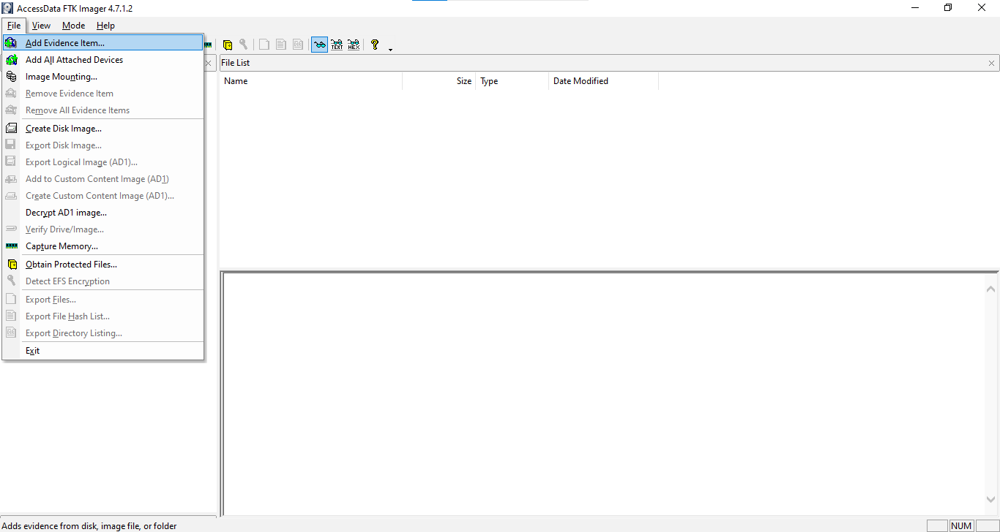 AccessData FTK Imager 4.7.1.2
File View Mode Help
Add Evidence Item...
Add All Attached Devices
Image Mounting...
Remove Evidence Item
Remove All Evidence Items
Create Disk Image...
Export Disk Image...
Export Logical Image (AD1)...
Add to Custom Content Image (AD1)
Create Custom Content Image (AD1)...
Decrypt AD1 image...
Verify Drive/Image...
Capture Memory...
Obtain Protected Files...
Detect EFS Encryption
Export Files...
Export File Hash List...
Export Directory Listing...
Exit
DIR
DIR TEXT HEX ?
File List
Name Size Type Date Modified
Adds evidence from disk, image file, or folder
NUM